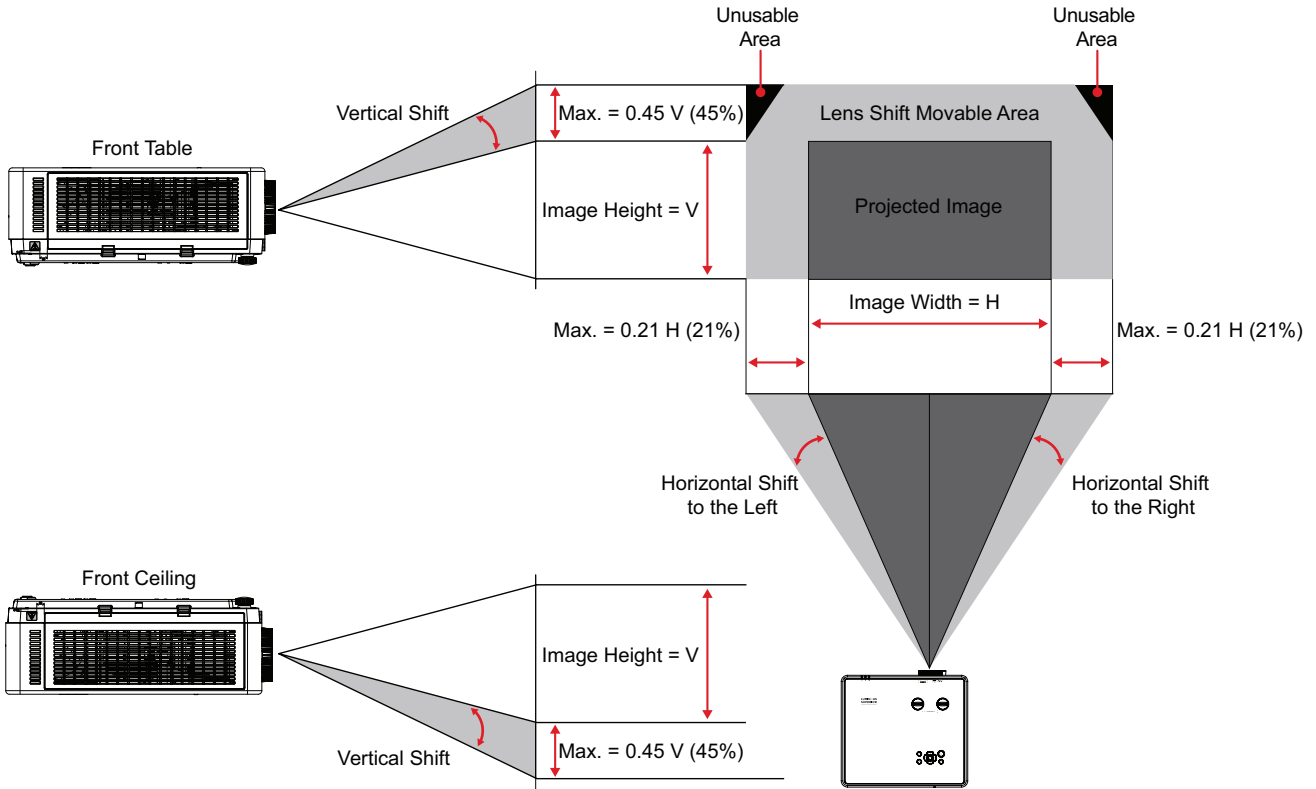 Unusable
Area
Unusable
Area
Vertical Shift
Max. = 0.45 V (45%)
Lens Shift Movable Area
Front Table
Image Height = V
Projected Image
Image Width = H
Max. = 0.21 H (21%)
Max. = 0.21 H (21%)
Horizontal Shift
to the Left
Horizontal Shift
to the Right
Front Ceiling
Image Height = V
Vertical Shift
Max. = 0.45 V (45%)